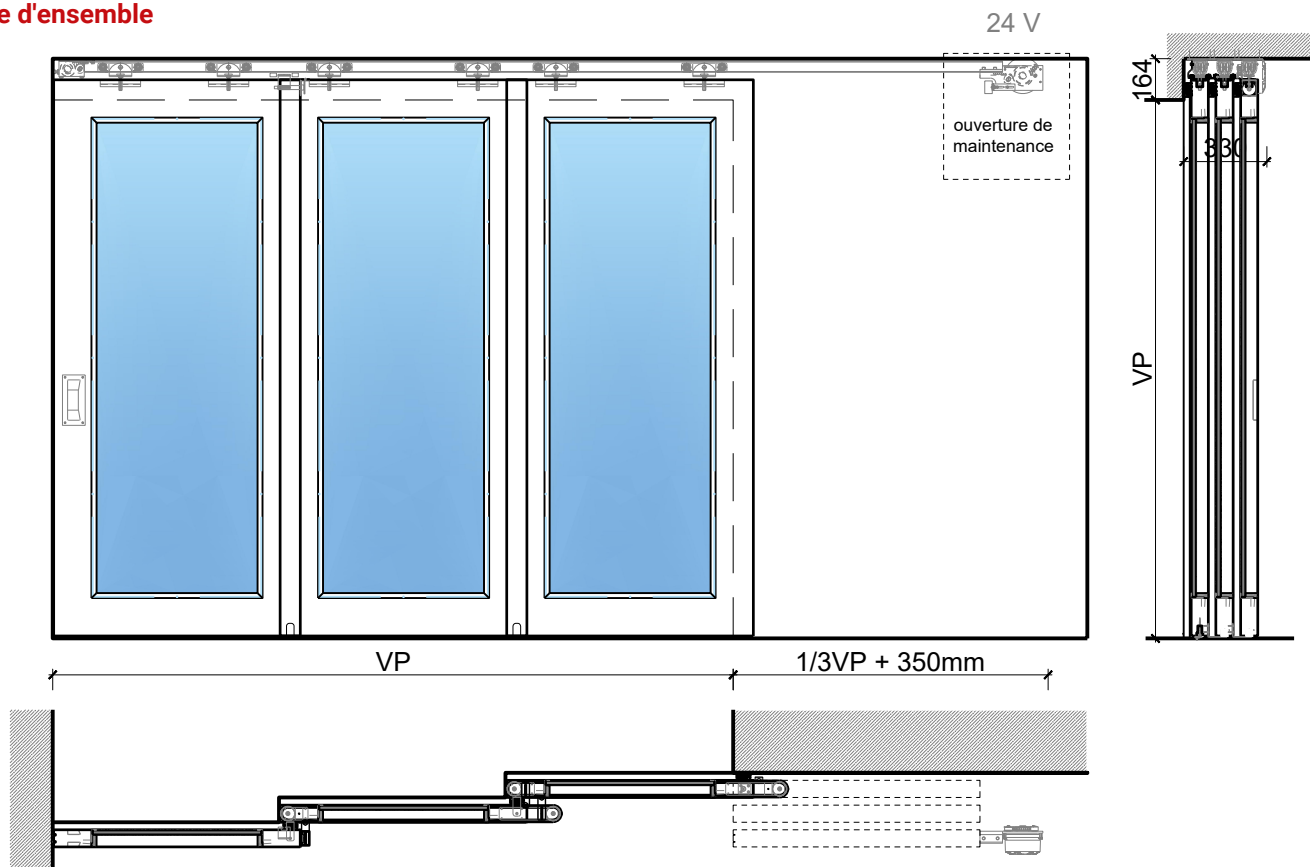 e d'ensemble
24 V
164
ouverture de
maintenance
330
VP
VP
1/3VP + 350mm